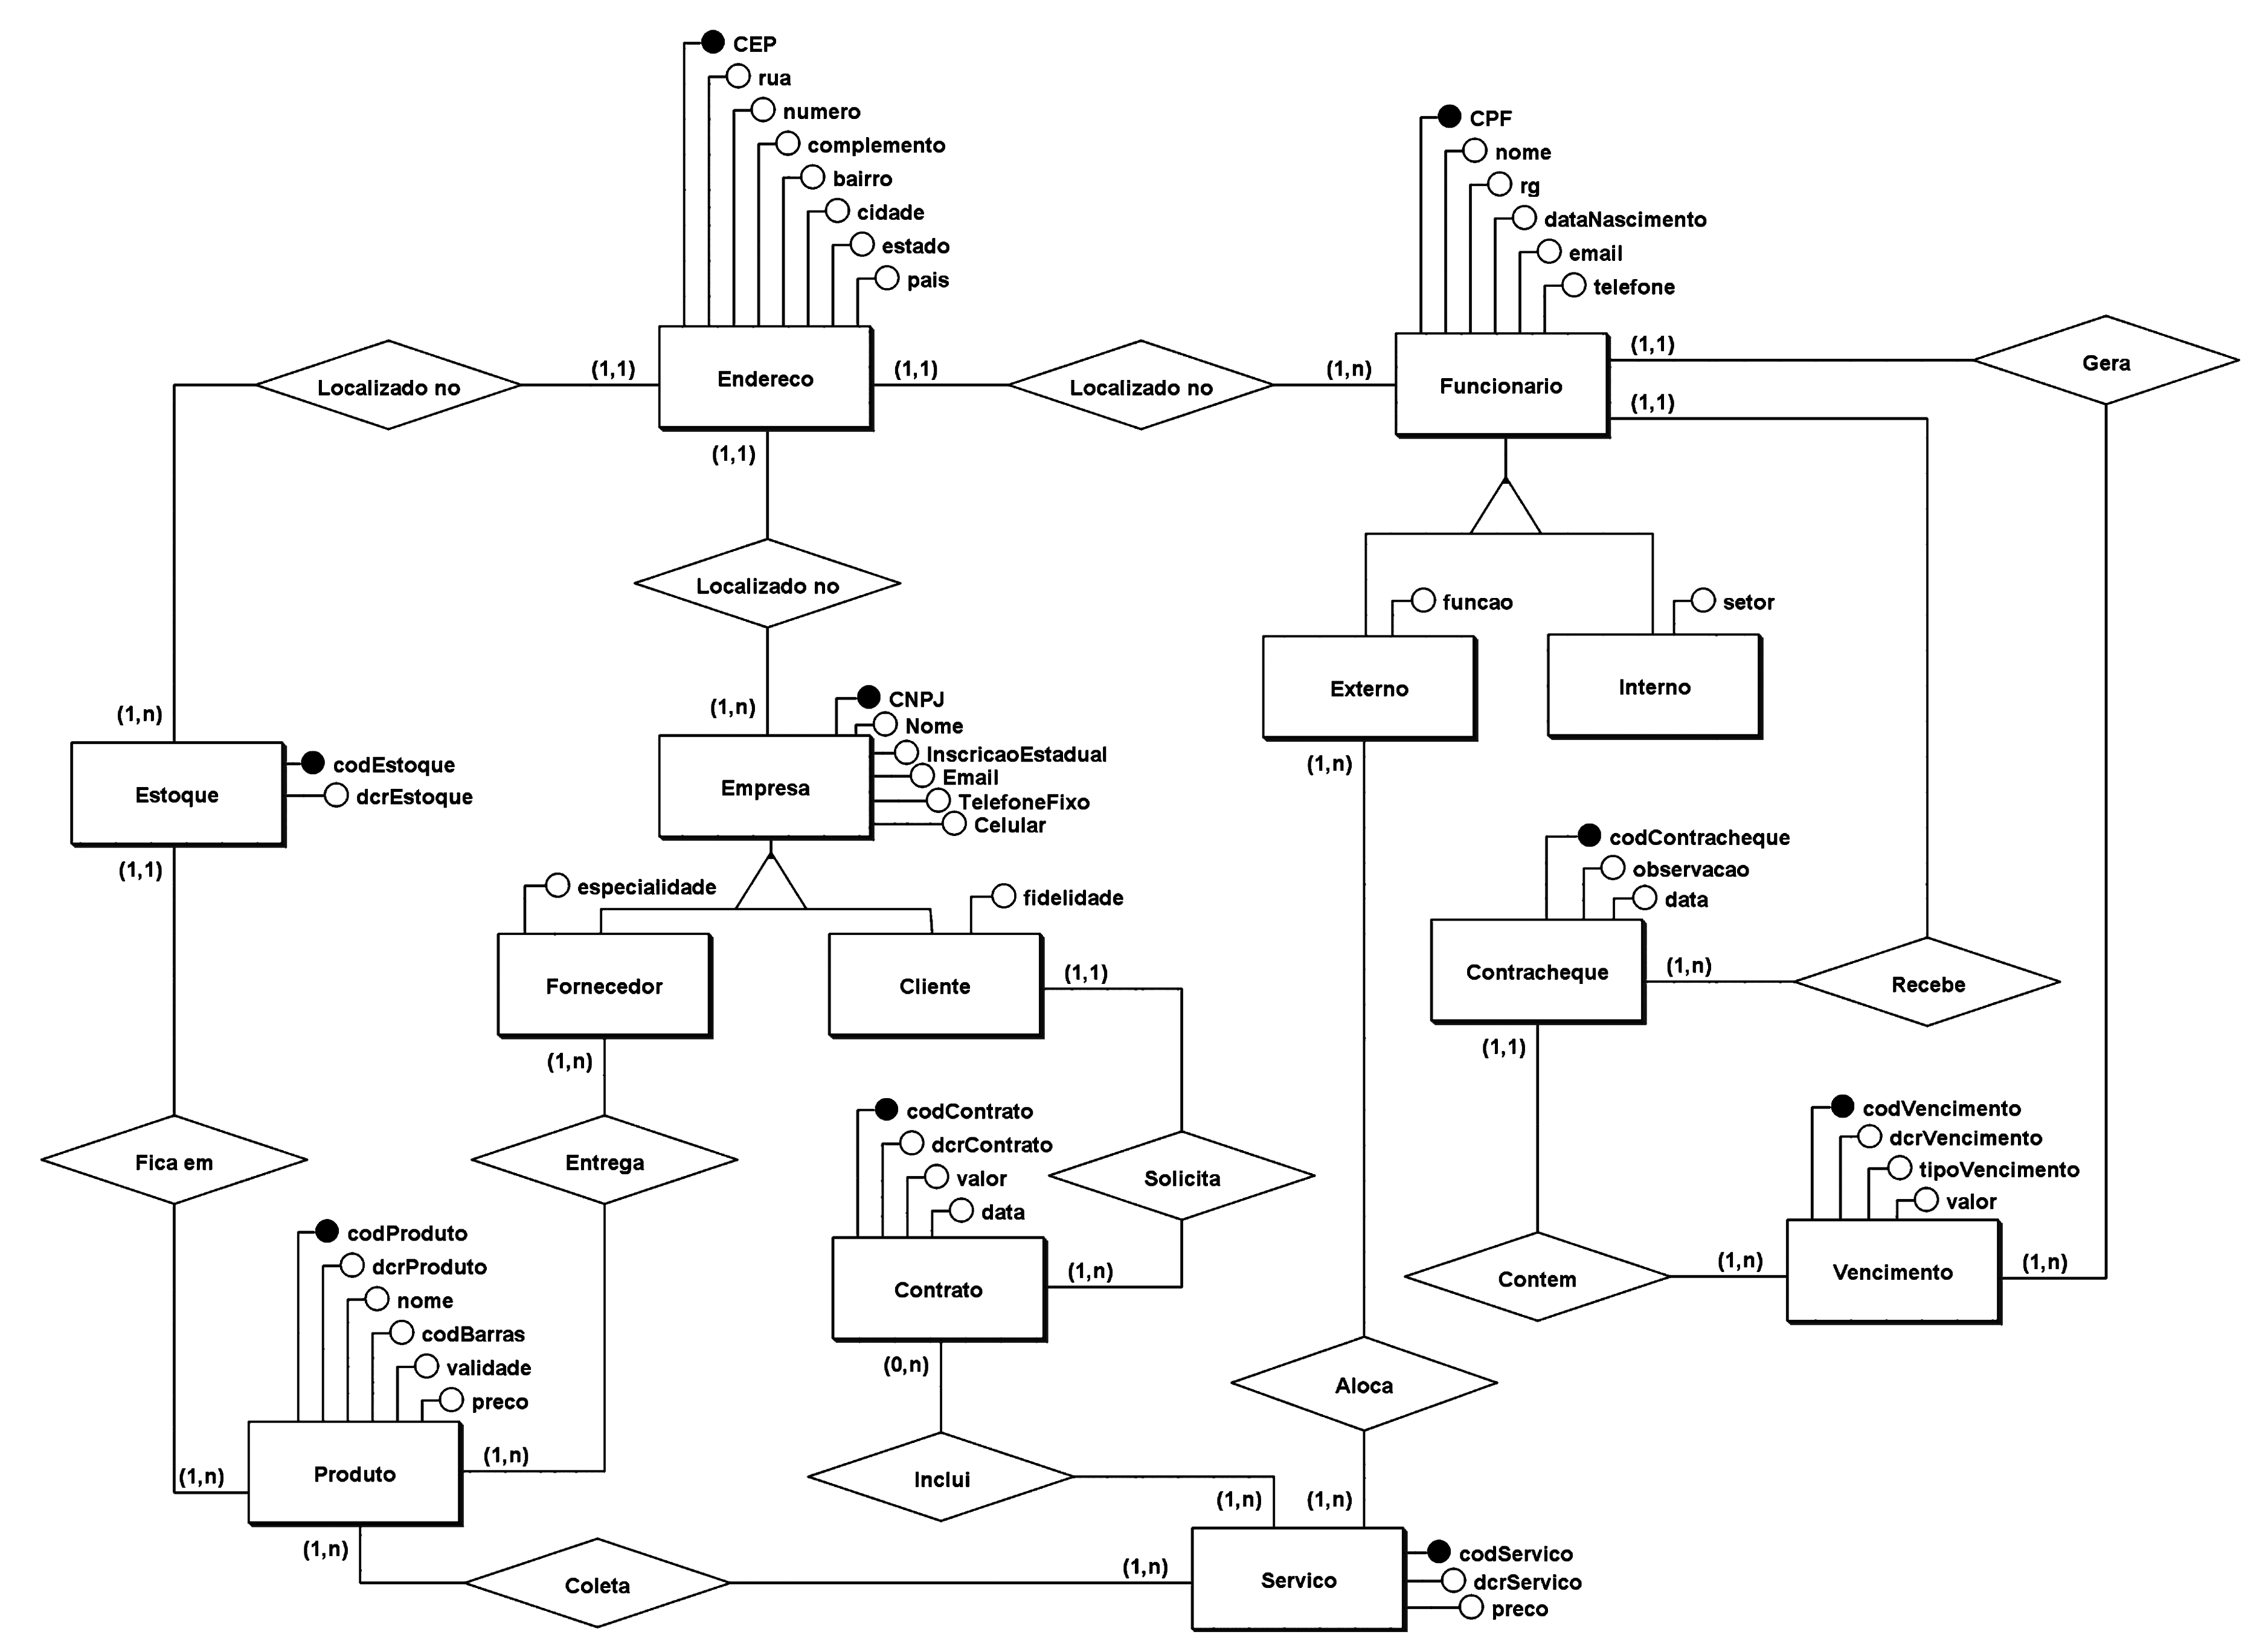 CEP
rua
numero
complemento
bairro
cidade
estado
pais
CPF
nome
rg
dataNascimento
email
telefone
Localizado no
(1,1)
Endereco
(1,1)
Localizado no
(1,n)
Funcionario
(1,1)
Gera
(1,1)
(1,1)
Localizado no
funcao
setor
Externo
Interno
(1,n)
(1,n)
CNPJ
Nome
InscricaoEstadual
Email
TelefoneFixo
Celular
Empresa
Estoque
codEstoque
dcrEstoque
(1,n)
(1,1)
especialidade
fidelidade
Fornecedor
Cliente
(1,1)
codContracheque
observacao
data
Contracheque
(1,n)
Recebe
(1,n)
(1,1)
codContrato
dcrContrato
valor
data
Fica em
Entrega
Solicita
codVencimento
dcrVencimento
tipoVencimento
valor
codProduto
dcrProduto
nome
codBarras
validade
preco
Contrato
(1,n)
Contem
(1,n)
Vencimento
(1,n)
(0,n)
Aloca
(1,n)
Produto
(1,n)
Inclui
(1,n)
(1,n)
(1,n)
Coleta
(1,n)
Servico
codServico
dcrServico
preco